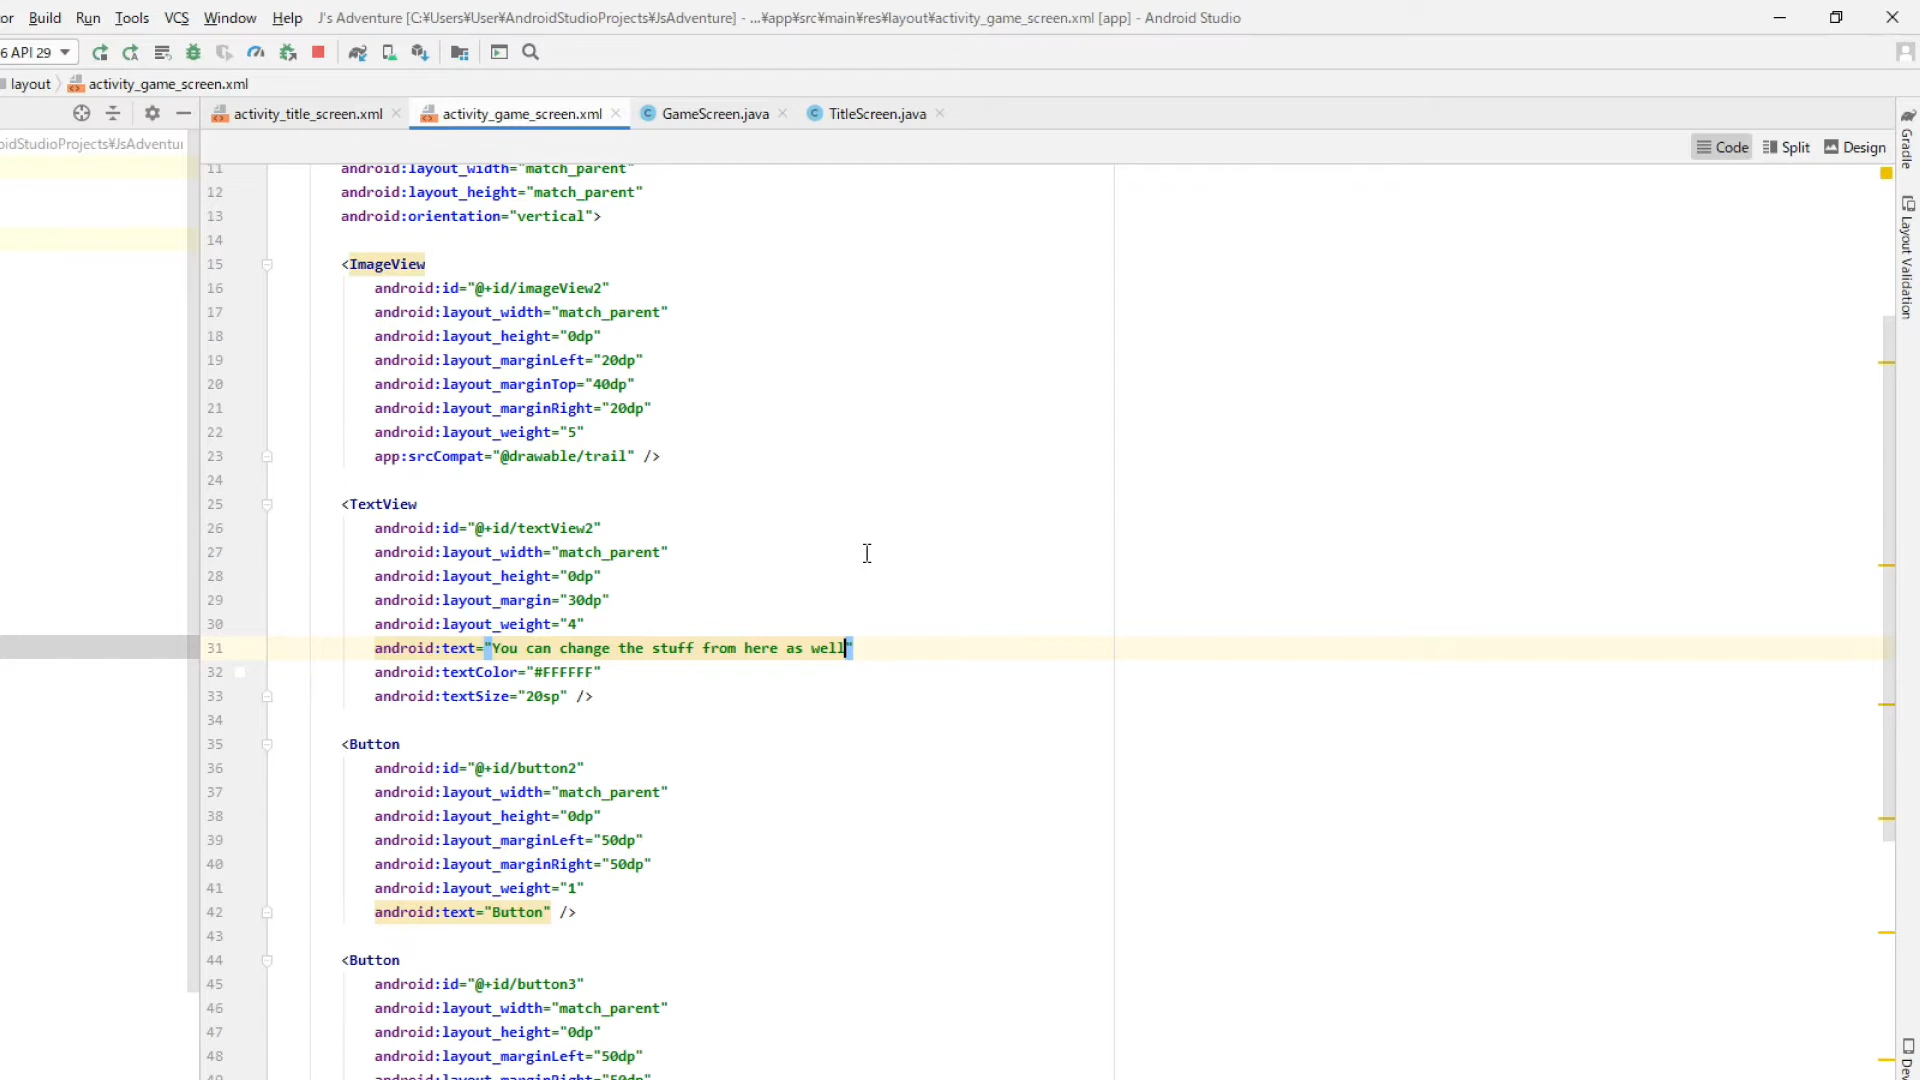 or Build Run Tools VCS Window Help J's Adventure [C:¥Users¥User¥AndroidStudioProjects¥JsAdventure] - ...¥app¥src¥main¥res¥layout¥activity_game_screen.xml [app] - Android Studio
6 API 29
layout activity_game_screen.xml
activity_title_screen.xml activity_game_screen.xml GameScreen.java TitleScreen.java
oidStudioProjects¥JsAdventu
Code Split Design
Gradle
Layout Validation
11 android:layout_width="match_parent"
12 android:layout_height="match_parent"
13 android:orientation="vertical">
14
15 <ImageView
16 android:id="@+id/imageView2"
17 android:layout_width="match_parent"
18 android:layout_height="0dp"
19 android:layout_marginLeft="20dp"
20 android:layout_marginTop="40dp"
21 android:layout_marginRight="20dp"
22 android:layout_weight="5"
23 app:srcCompat="@drawable/trail" />
24
25 <TextView
26 android:id="@+id/textView2"
27 android:layout_width="match_parent"
28 android:layout_height="0dp"
29 android:layout_margin="30dp"
30 android:layout_weight="4"
31 android:text="You can change the stuff from here as well"
32 android:textColor="#FFFFFF"
33 android:textSize="20sp" />
34
35 <Button
36 android:id="@+id/button2"
37 android:layout_width="match_parent"
38 android:layout_height="0dp"
39 android:layout_marginLeft="50dp"
40 android:layout_marginRight="50dp"
41 android:layout_weight="1"
42 android:text="Button" />
43
44 <Button
45 android:id="@+id/button3"
46 android:layout_width="match_parent"
47 android:layout_height="0dp"
48 android:layout_marginLeft="50dp"
49 android:layout_marginRight="50dp"